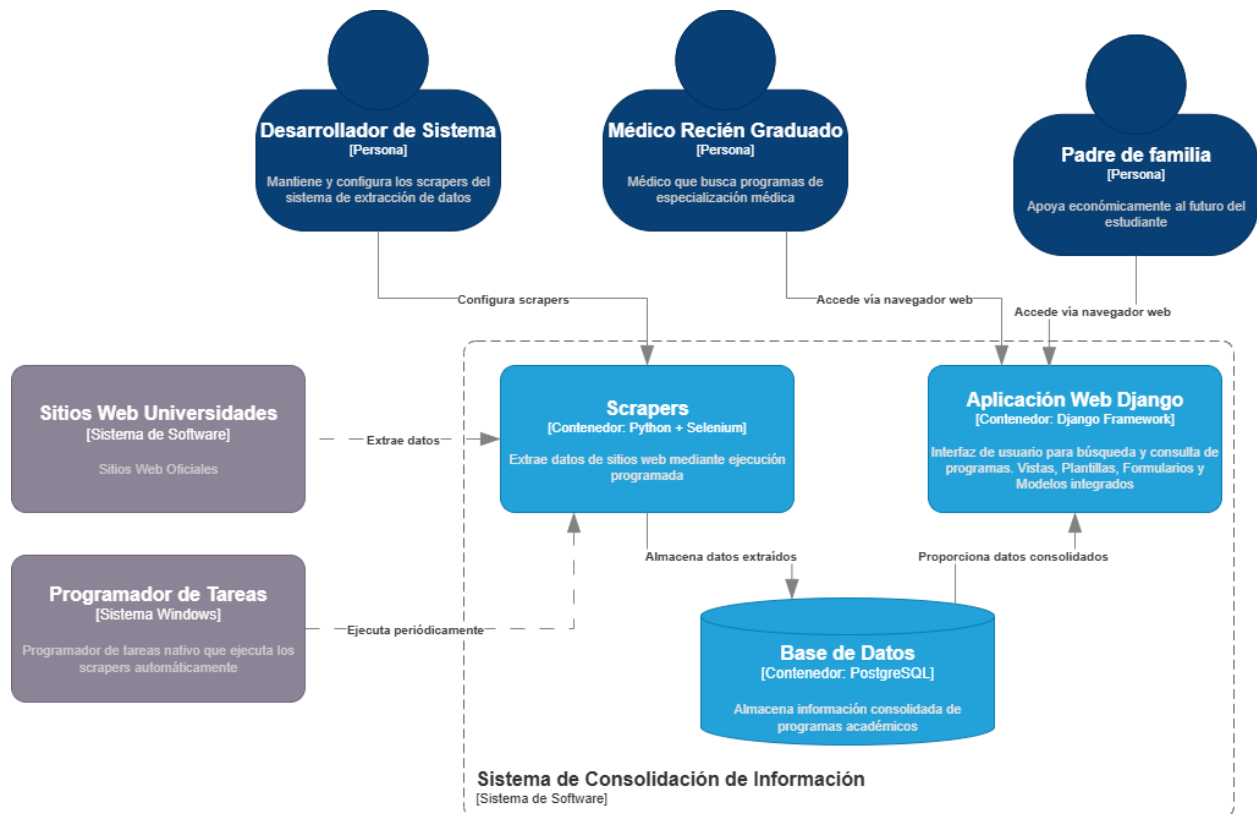 Desarrollador de Sistema
[Persona]
Mantiene y configura los scrapers del
sistema de extracción de datos
Médico Recién Graduado
[Persona]
Médico que busca programas de
especialización médica
Padre de familia
[Persona]
Apoya económicamente al futuro del
estudiante
Configura scrapers
Accede vía navegador web
Accede vía navegador web
Sitios Web Universidades
[Sistema de Software]
Sitios Web Oficiales
Extrae datos
Scrapers
[Contenedor: Python + Selenium]
Extrae datos de sitios web mediante ejecución
programada
Aplicación Web Django
[Contenedor: Django Framework]
Interfaz de usuario para búsqueda y consulta de
programas. Vistas, Plantillas, Formularios y
Modelos integrados
Almacena datos extraídos
Proporciona datos consolidados
Programador de Tareas
[Sistema Windows]
Programador de tareas nativo que ejecuta los
scrapers automáticamente
Ejecuta periódicamente
Base de Datos
[Contenedor: PostgreSQL]
Almacena información consolidada de
programas académicos
Sistema de Consolidación de Información
[Sistema de Software]